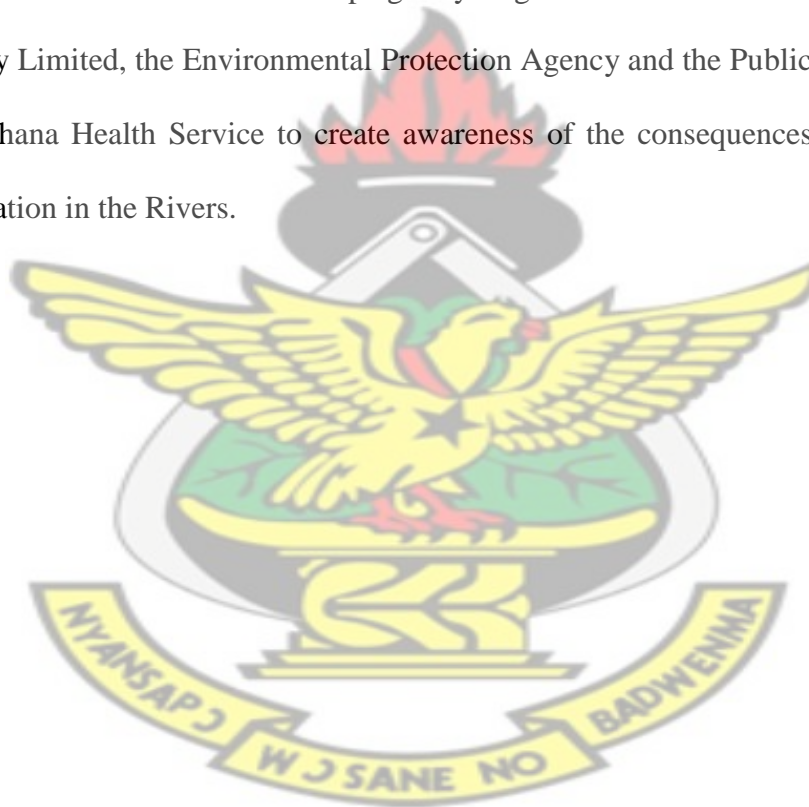 y Limited, the Environmental Protection Agency and the Public
hana Health Service to create awareness of the consequences
ation in the Rivers.
NYANSAPƆ WƆSANE NO BADWENMA